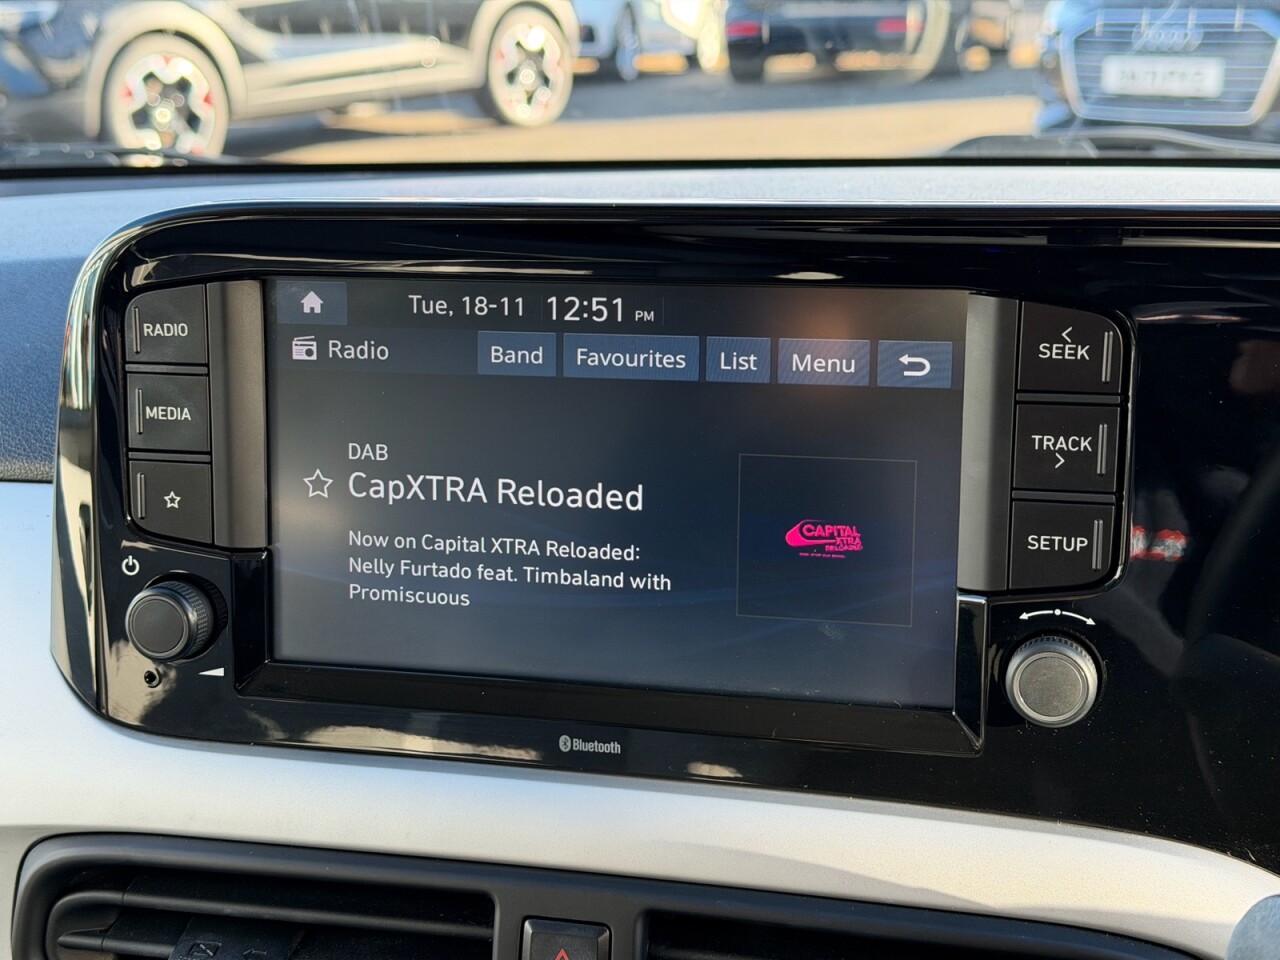 Tue, 18-11 12:51 PM
Radio Band Favourites List Menu
DAB
CapXTRA Reloaded
Now on Capital XTRA Reloaded:
Nelly Furtado feat. Timbaland with
Promiscuous
CAPITAL
XTRA
RELOADED
RADIO
MEDIA
SEEK
TRACK
SETUP
Bluetooth